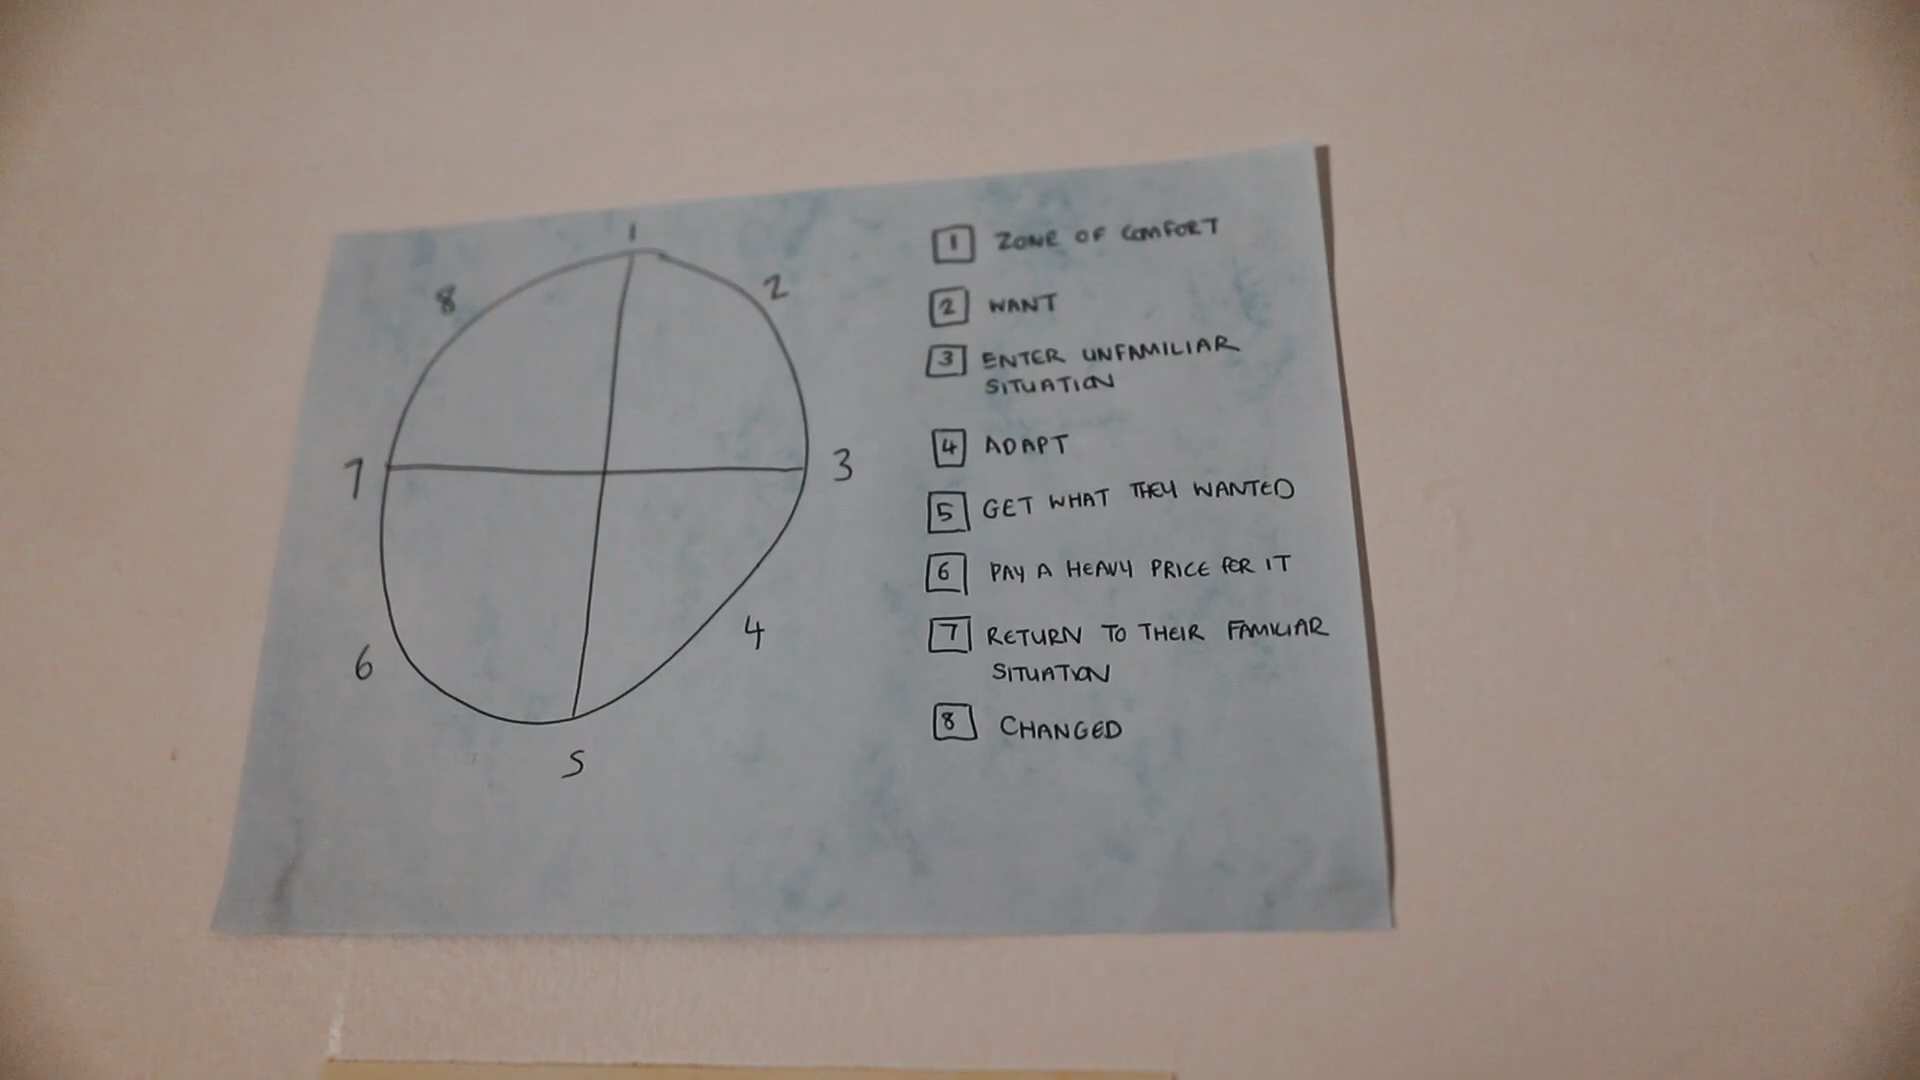 1
2
3
4
5
6
7
8
1 ZONE OF COMFORT
2 WANT
3 ENTER UNFAMILIAR
SITUATION
4 ADAPT
5 GET WHAT THEY WANTED
6 PAY A HEAVY PRICE FOR IT
7 RETURN TO THEIR FAMILIAR
SITUATION
8 CHANGED